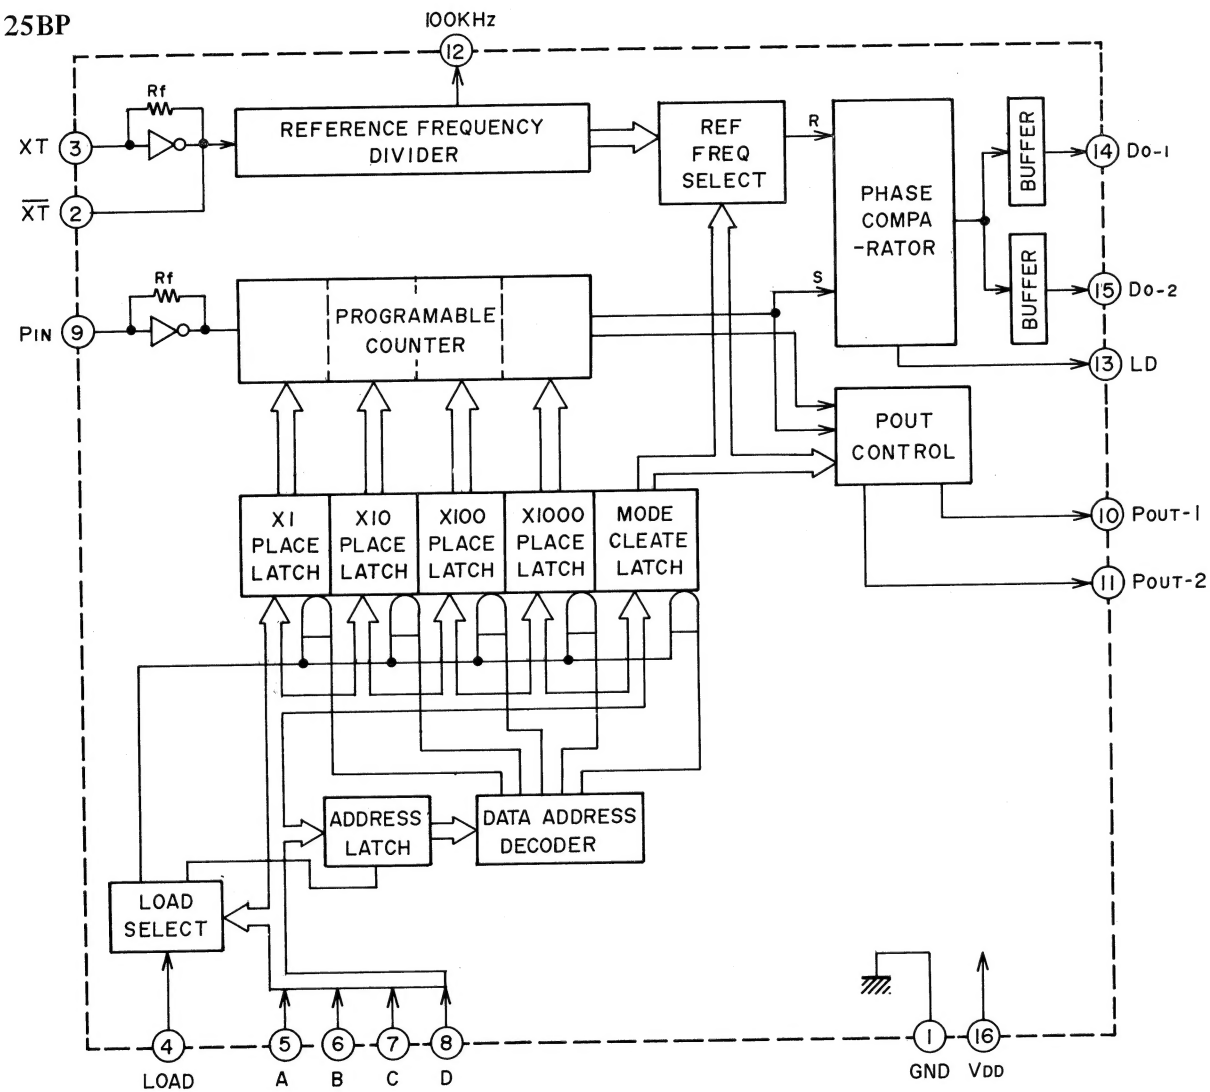 25BP
100KHz
12
Rf
XT
3
REFERENCE FREQUENCY
DIVIDER
REF
FREQ
SELECT
R
PHASE
COMPA
-RATOR
BUFFER
14
Do-1
XT
2
Rf
PIN
9
PROGRAMABLE
COUNTER
S
BUFFER
15
Do-2
13
LD
POUT
CONTROL
X1
PLACE
LATCH
X10
PLACE
LATCH
X100
PLACE
LATCH
X1000
PLACE
LATCH
MODE
CLEATE
LATCH
10
POUT-1
11
POUT-2
ADDRESS
LATCH
DATA ADDRESS
DECODER
LOAD
SELECT
4
5
6
7
8
1
16
LOAD
A
B
C
D
GND
VDD